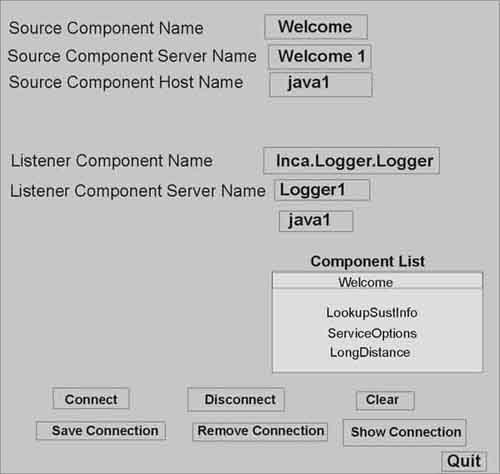 Source Component Name Welcome
Source Component Server Name Welcome 1
Source Component Host Name java1
Listener Component Name Inca.Logger.Logger
Listener Component Server Name Logger1
java1
Component List
Welcome
LookupSustInfo
ServiceOptions
LongDistance
Connect Disconnect Clear
Save Connection Remove Connection Show Connection
Quit